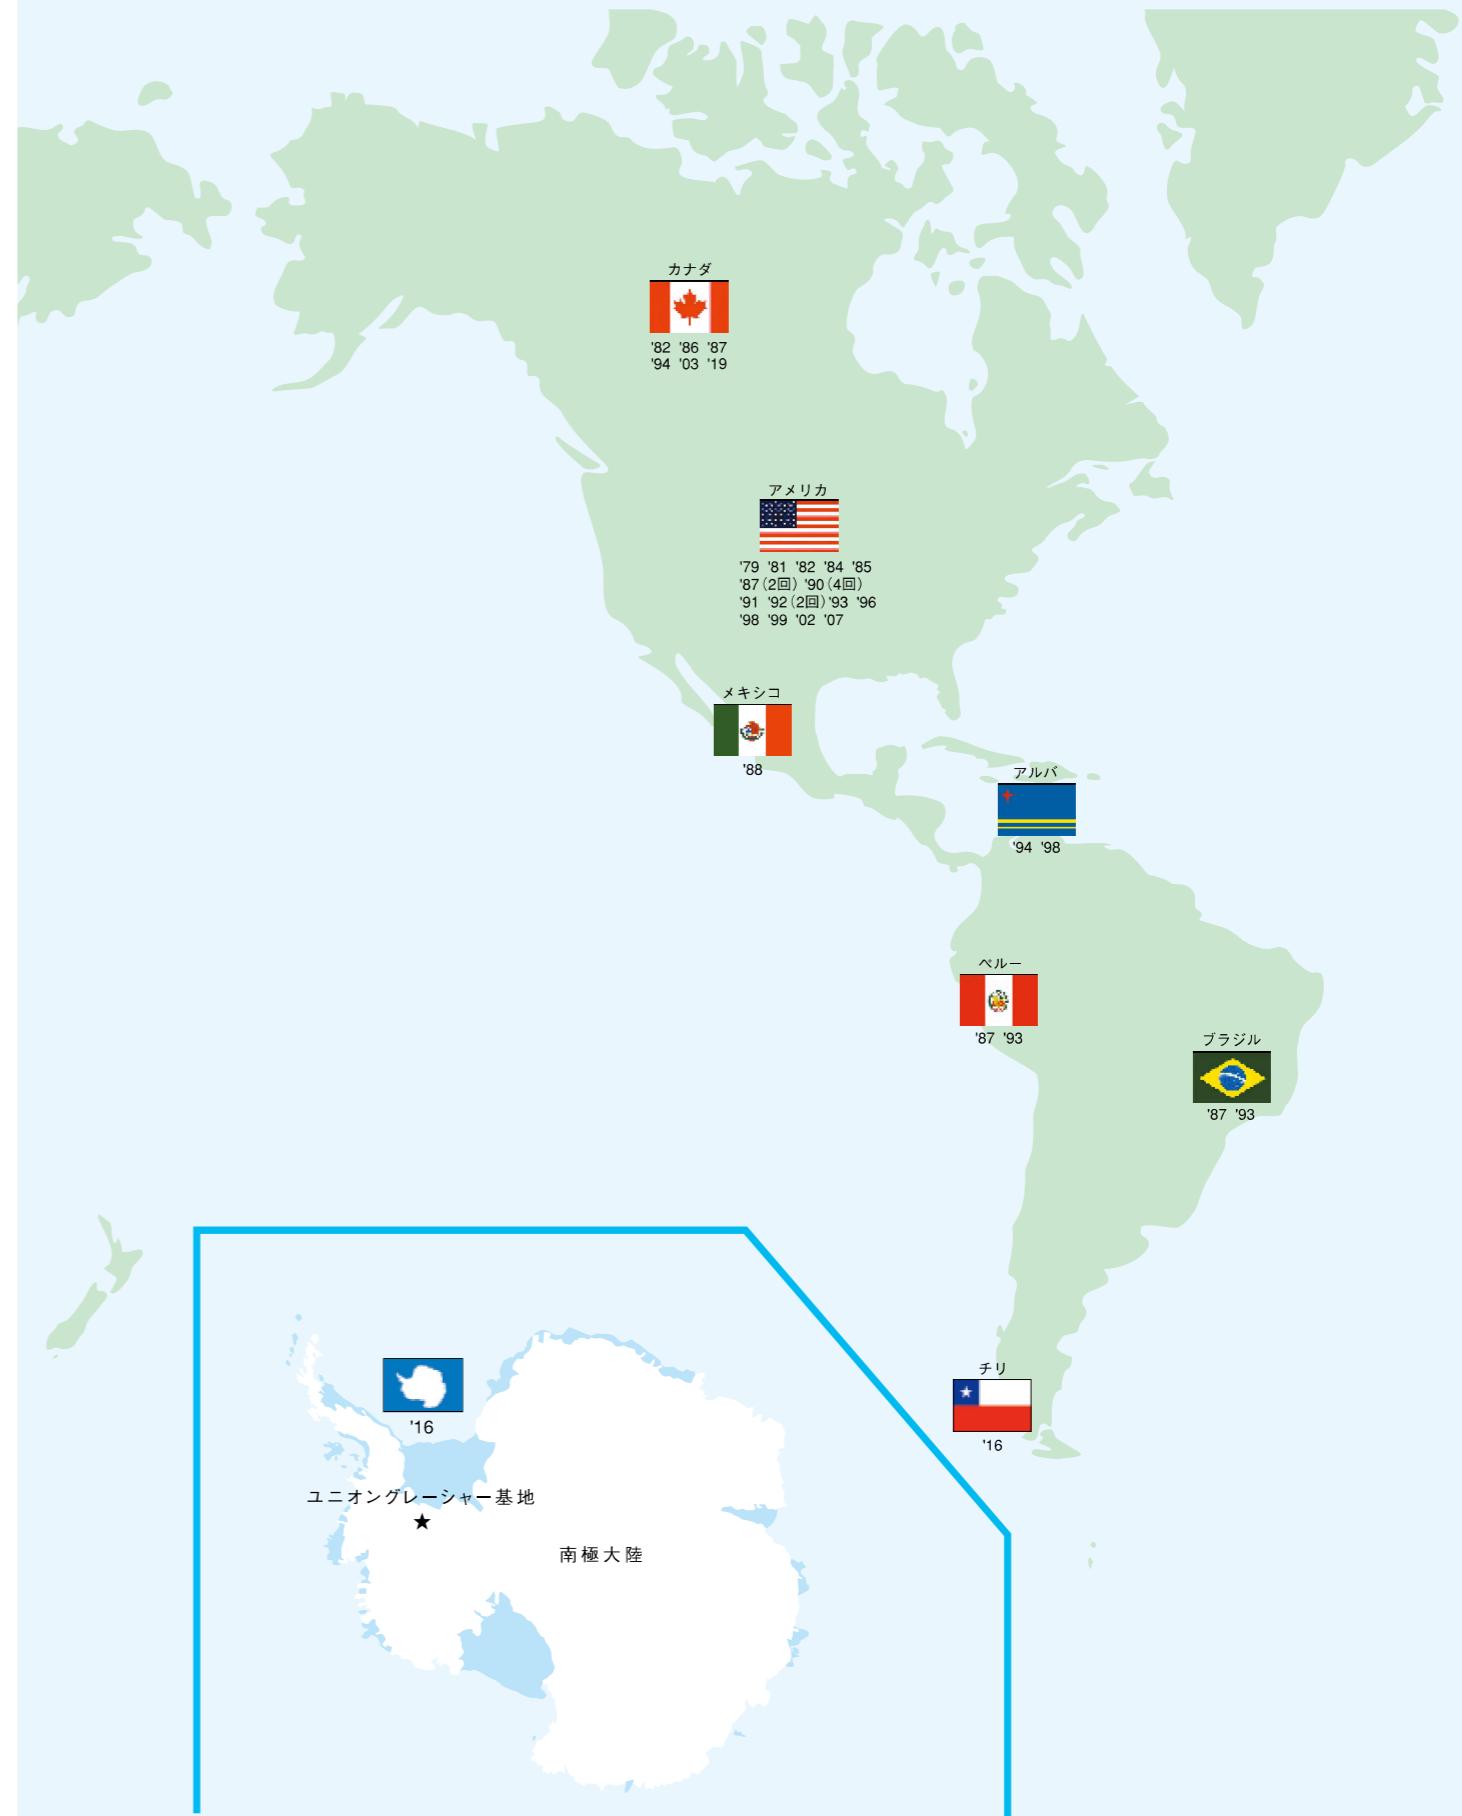 カナダ
'82 '86 '87
'94 '03 '19
アメリカ
'79 '81 '82 '84 '85
'87（2回） '90（4回）
'91 '92（2回）'93 '96
'98 '99 '02 '07
メキシコ
'88
アルバ
'94 '98
ペルー
'87 '93
ブラジル
'87 '93
チリ
'16
'16
ユニオングレーシャー基地
★
南極大陸